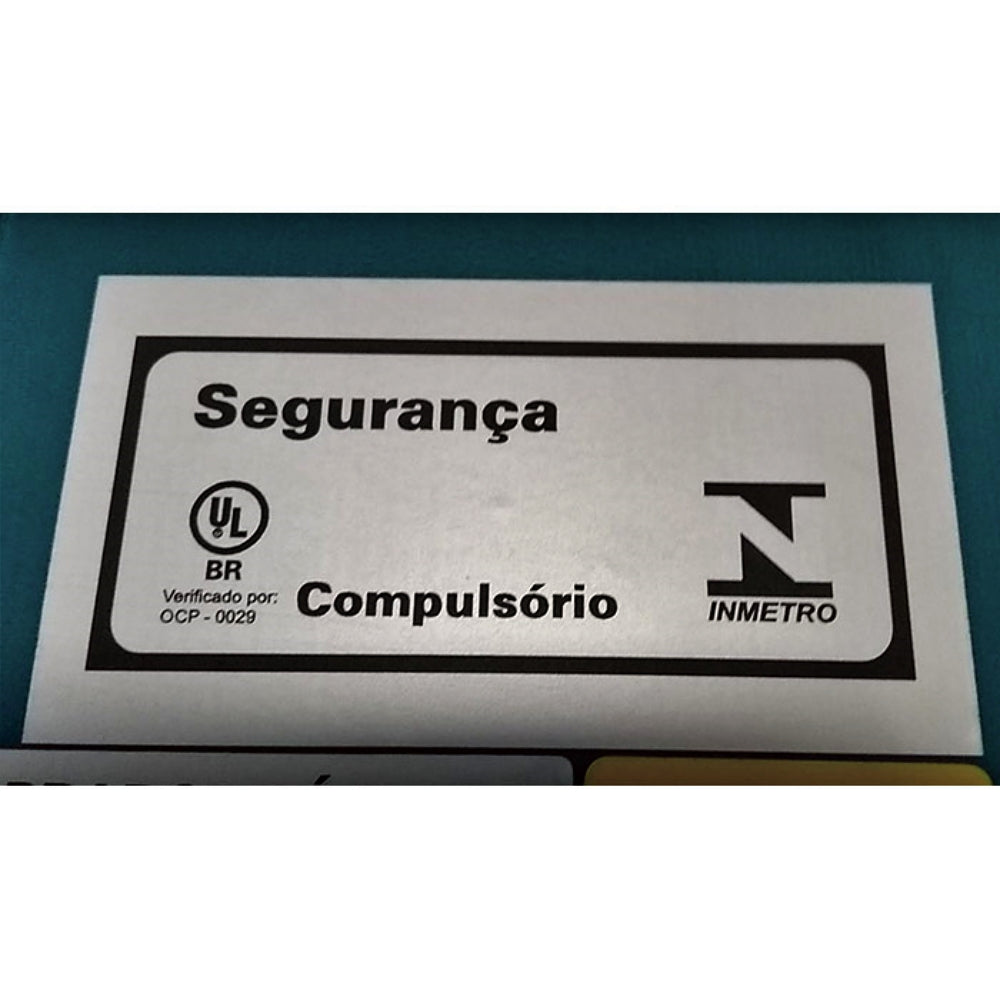 Segurança
UL
BR
Verificado por:
OCP - 0029
Compulsório
INMETRO